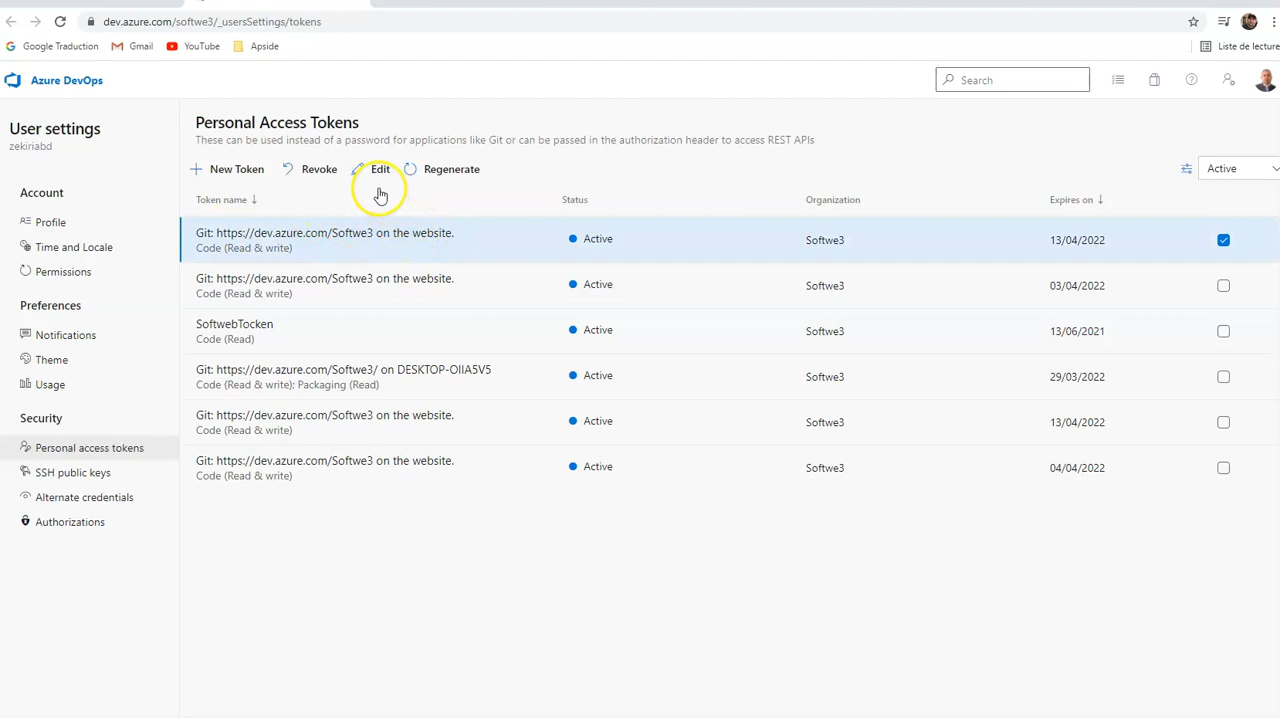 dev.azure.com/softwe3/_usersSettings/tokens
Google Traduction Gmail YouTube Apside Liste de lecture
Azure DevOps Search
User settings
zekiriabd
Account
Profile
Time and Locale
Permissions
Preferences
Notifications
Theme
Usage
Security
Personal access tokens
SSH public keys
Alternate credentials
Authorizations
Personal Access Tokens
These can be used instead of a password for applications like Git or can be passed in the authorization header to access REST APIs
New Token Revoke Edit Regenerate Active
Token name Status Organization Expires on
Git: https://dev.azure.com/Softwe3 on the website. Active Softwe3 13/04/2022
Code (Read & write)
Git: https://dev.azure.com/Softwe3 on the website. Active Softwe3 03/04/2022
Code (Read & write)
SoftwebTocken Active Softwe3 13/06/2021
Code (Read)
Git: https://dev.azure.com/Softwe3/ on DESKTOP-OIIA5V5 Active Softwe3 29/03/2022
Code (Read & write): Packaging (Read)
Git: https://dev.azure.com/Softwe3 on the website. Active Softwe3 13/04/2022
Code (Read & write)
Git: https://dev.azure.com/Softwe3 on the website. Active Softwe3 04/04/2022
Code (Read & write)